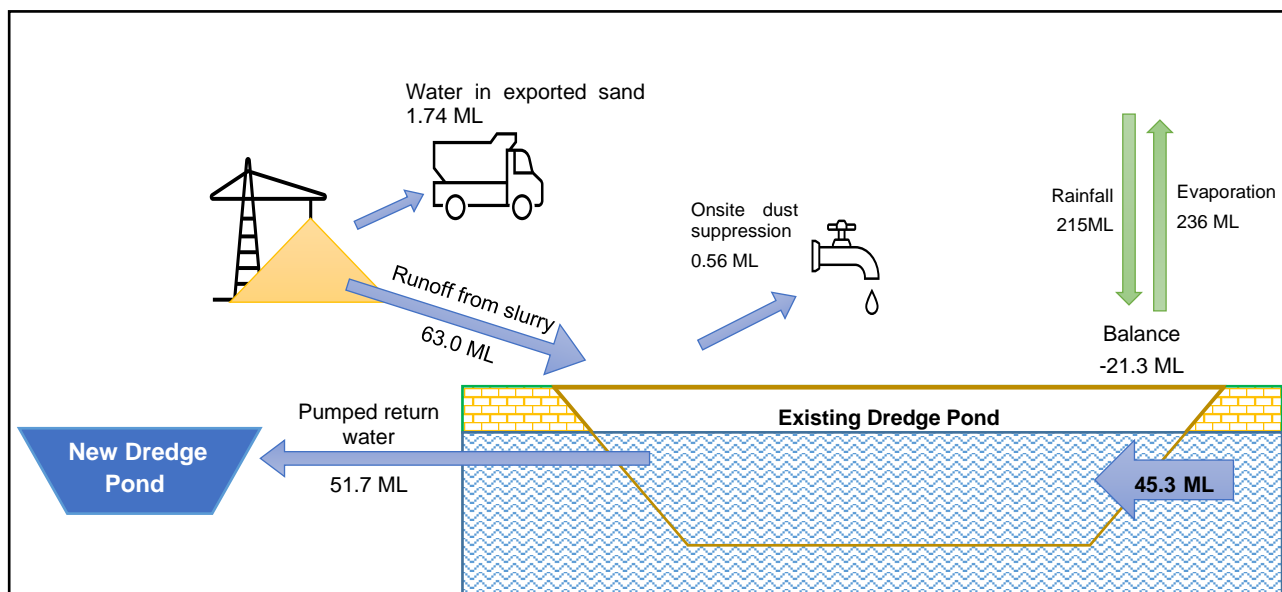 Water in exported sand
1.74 ML
Onsite dust
suppression
0.56 ML
Rainfall
215ML
Evaporation
236 ML
Runoff from slurry
63.0 ML
Balance
-21.3 ML
Pumped return
water
51.7 ML
Existing Dredge Pond
New Dredge
Pond
45.3 ML